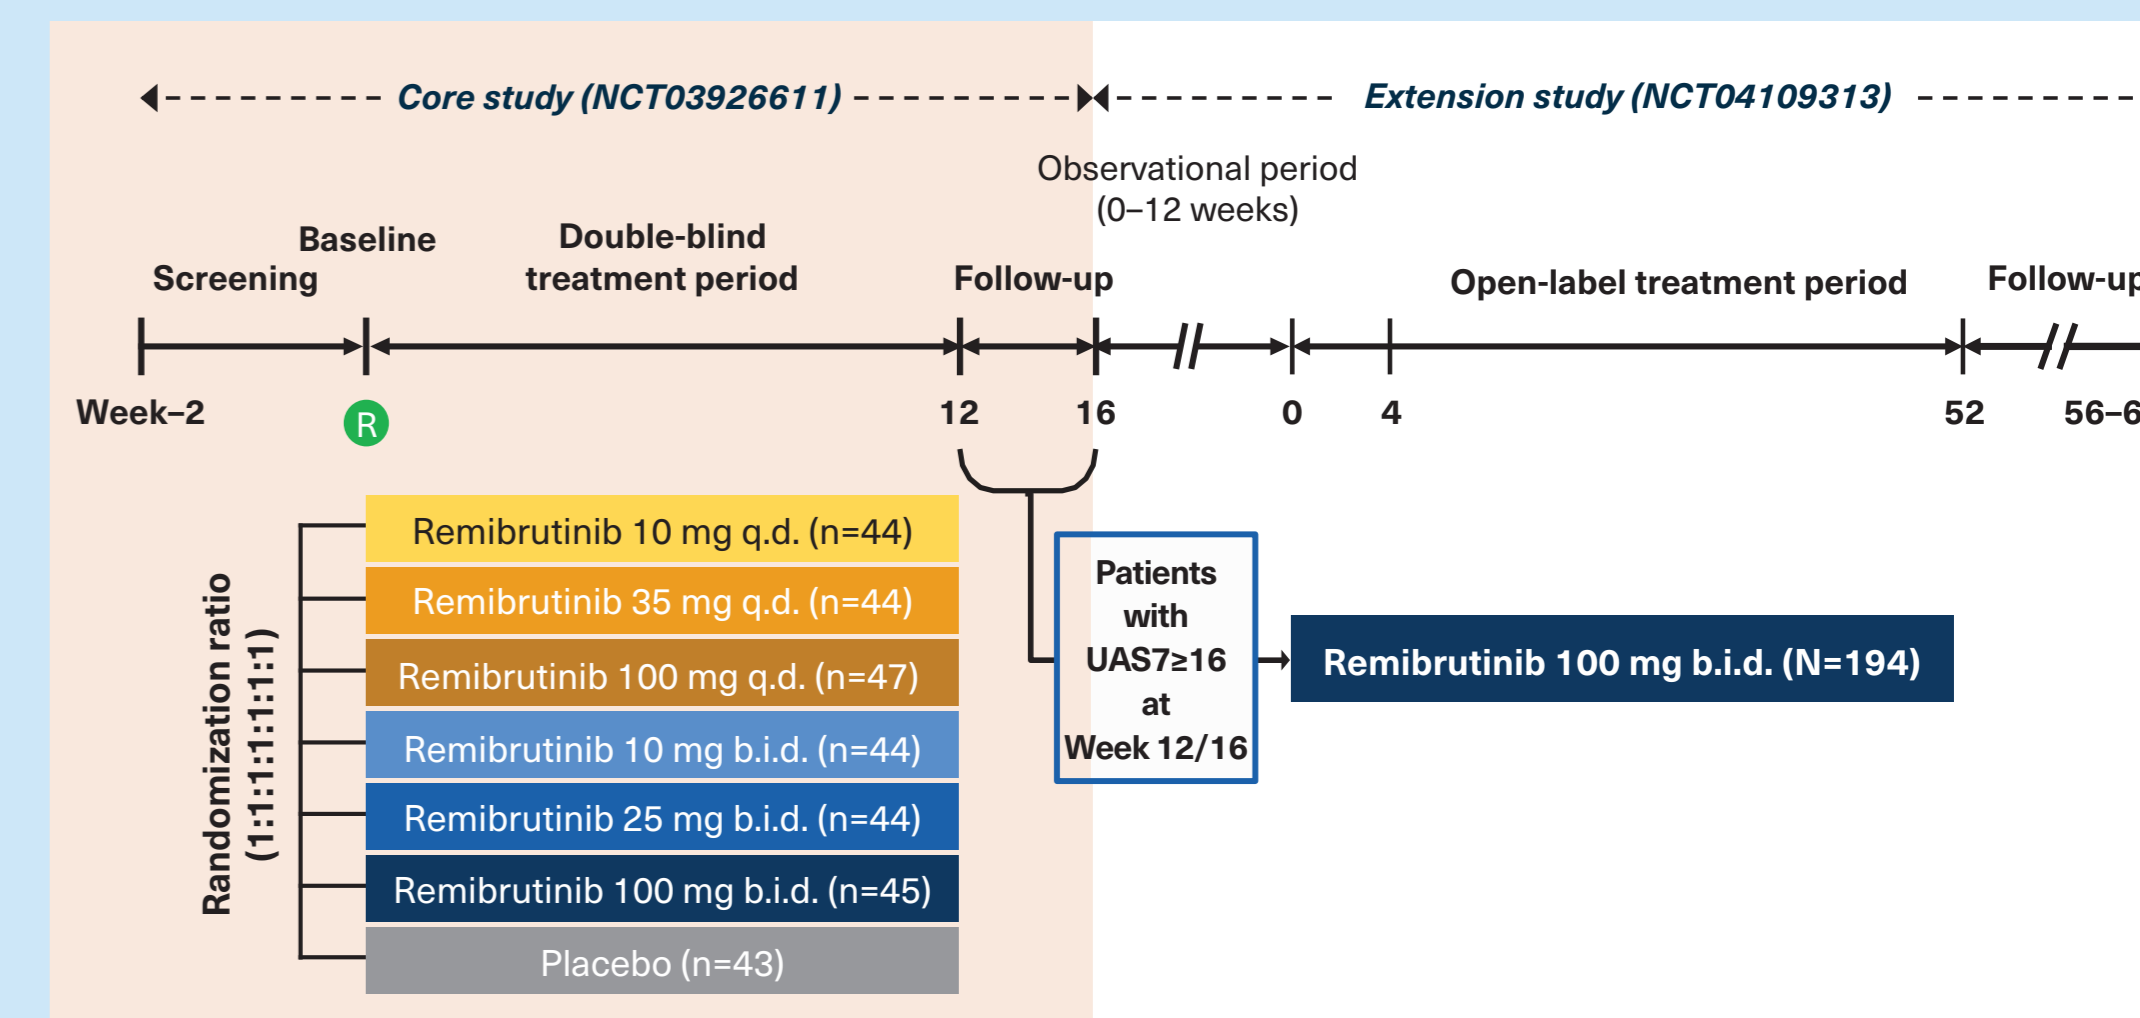 Core study (NCT03926611)
Extension study (NCT04109313)
Observational period
(0–12 weeks)
Baseline
Screening
Double-blind
treatment period
Follow-up
Open-label treatment period
Follow-up
Week–2
R
12
16
0
4
52
56–6
Randomization ratio
(1:1:1:1:1:1:1)
Remibrutinib 10 mg q.d. (n=44)
Remibrutinib 35 mg q.d. (n=44)
Remibrutinib 100 mg q.d. (n=47)
Remibrutinib 10 mg b.i.d. (n=44)
Remibrutinib 25 mg b.i.d. (n=44)
Remibrutinib 100 mg b.i.d. (n=45)
Placebo (n=43)
Patients
with
UAS7≥16
at
Week 12/16
Remibrutinib 100 mg b.i.d. (N=194)